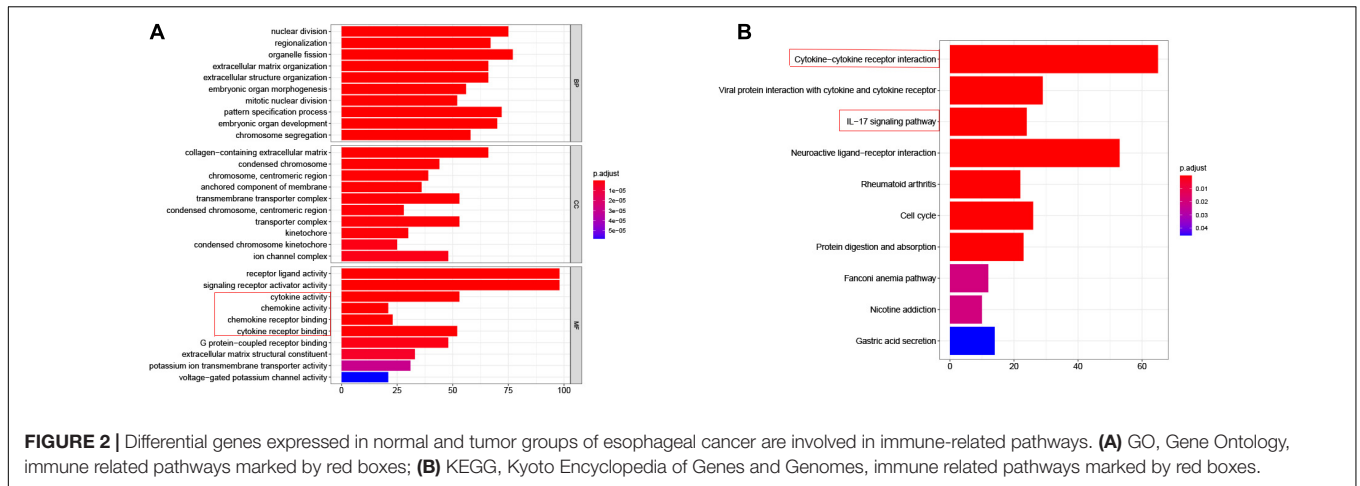 A
nuclear division
regionalization
organelle fission
extracellular matrix organization
extracellular structure organization
embryonic organ morphogenesis
mitotic nuclear division
pattern specification process
embryonic organ development
chromosome segregation
BP
collagen-containing extracellular matrix
condensed chromosome
chromosome, centromeric region
anchored component of membrane
transmembrane transporter complex
condensed chromosome, centromeric region
transporter complex
kinetochore
condensed chromosome kinetochore
ion channel complex
CC
receptor ligand activity
signaling receptor activator activity
cytokine activity
chemokine activity
chemokine receptor binding
cytokine receptor binding
G protein-coupled receptor binding
extracellular matrix structural constituent
potassium ion transmembrane transporter activity
voltage-gated potassium channel activity
MF
0 25 50 75 100
p.adjust
1e-05
2e-05
3e-05
4e-05
5e-05
B
Cytokine-cytokine receptor interaction
Viral protein interaction with cytokine and cytokine receptor
IL-17 signaling pathway
Neuroactive ligand-receptor interaction
Rheumatoid arthritis
Cell cycle
Protein digestion and absorption
Fanconi anemia pathway
Nicotine addiction
Gastric acid secretion
0 20 40 60
p.adjust
0.01
0.02
0.03
0.04
FIGURE 2 | Differential genes expressed in normal and tumor groups of esophageal cancer are involved in immune-related pathways. (A) GO, Gene Ontology,
immune related pathways marked by red boxes; (B) KEGG, Kyoto Encyclopedia of Genes and Genomes, immune related pathways marked by red boxes.